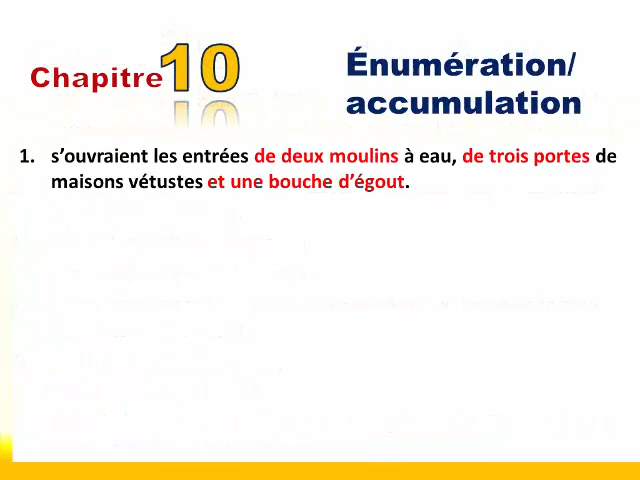 Chapitre 10
Énumération/
accumulation
1. s’ouvraient les entrées de deux moulins à eau, de trois portes de
maisons vétustes et une bouche d’égout.